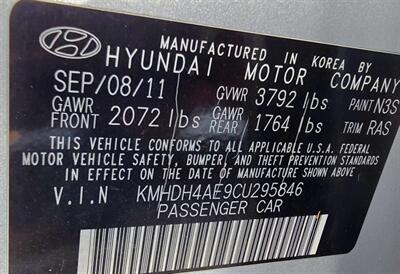 MANUFACTURED IN KOREA BY
HYUNDAI MOTOR COMPANY
SEP/08/11 GVWR 3792 lbs PAINT N3S
GAWR FRONT 2072 lbs GAWR REAR 1764 lbs TRIM RAS
THIS VEHICLE CONFORMS TO ALL APPLICABLE U.S.A. FEDERAL
MOTOR VEHICLE SAFETY, BUMPER, AND THEFT PREVENTION STANDARDS
IN EFFECT ON THE DATE OF MANUFACTURE SHOWN ABOVE
V.I.N KMHDH4AE9CU295846
PASSENGER CAR